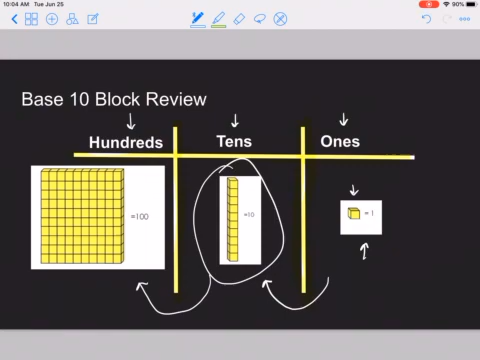 10:04 AM Tue Jun 25
90%
Base 10 Block Review
Hundreds Tens Ones
=100
=10
= 1